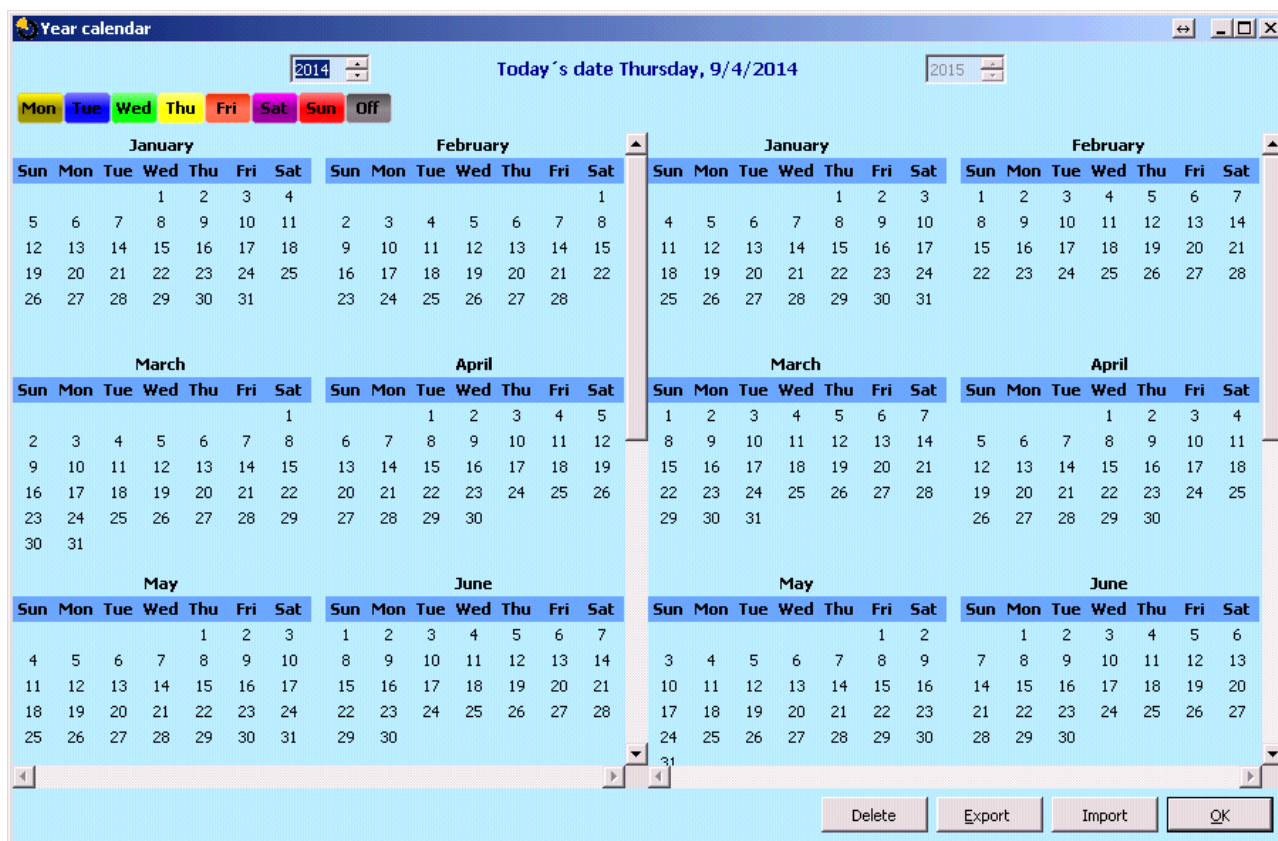 Year calendar
2014 Today´s date Thursday, 9/4/2014 2015
Mon Tue Wed Thu Fri Sat Sun Off
January February January February
Sun Mon Tue Wed Thu Fri Sat Sun Mon Tue Wed Thu Fri Sat Sun Mon Tue Wed Thu Fri Sat Sun Mon Tue Wed Thu Fri Sat
1 2 3 4 1 1 2 3 1 2 3 4 5 6 7
5 6 7 8 9 10 11 2 3 4 5 6 7 8 4 5 6 7 8 9 10 8 9 10 11 12 13 14
12 13 14 15 16 17 18 9 10 11 12 13 14 15 11 12 13 14 15 16 17 15 16 17 18 19 20 21
19 20 21 22 23 24 25 16 17 18 19 20 21 22 18 19 20 21 22 23 24 22 23 24 25 26 27 28
26 27 28 29 30 31 23 24 25 26 27 28 25 26 27 28 29 30 31
March April March April
Sun Mon Tue Wed Thu Fri Sat Sun Mon Tue Wed Thu Fri Sat Sun Mon Tue Wed Thu Fri Sat Sun Mon Tue Wed Thu Fri Sat
1 1 2 3 4 5 1 2 3 4 5 6 7 1 2 3 4
2 3 4 5 6 7 8 6 7 8 9 10 11 12 8 9 10 11 12 13 14 5 6 7 8 9 10 11
9 10 11 12 13 14 15 13 14 15 16 17 18 19 15 16 17 18 19 20 21 12 13 14 15 16 17 18
16 17 18 19 20 21 22 20 21 22 23 24 25 26 22 23 24 25 26 27 28 19 20 21 22 23 24 25
23 24 25 26 27 28 29 27 28 29 30 29 30 31 26 27 28 29 30
30 31
May June May June
Sun Mon Tue Wed Thu Fri Sat Sun Mon Tue Wed Thu Fri Sat Sun Mon Tue Wed Thu Fri Sat Sun Mon Tue Wed Thu Fri Sat
1 2 3 1 2 3 4 5 6 7 1 2 1 2 3 4 5 6
4 5 6 7 8 9 10 8 9 10 11 12 13 14 3 4 5 6 7 8 9 7 8 9 10 11 12 13
11 12 13 14 15 16 17 15 16 17 18 19 20 21 10 11 12 13 14 15 16 14 15 16 17 18 19 20
18 19 20 21 22 23 24 22 23 24 25 26 27 28 17 18 19 20 21 22 23 21 22 23 24 25 26 27
25 26 27 28 29 30 31 29 30 24 25 26 27 28 29 30 28 29 30
31
Delete Export Import OK